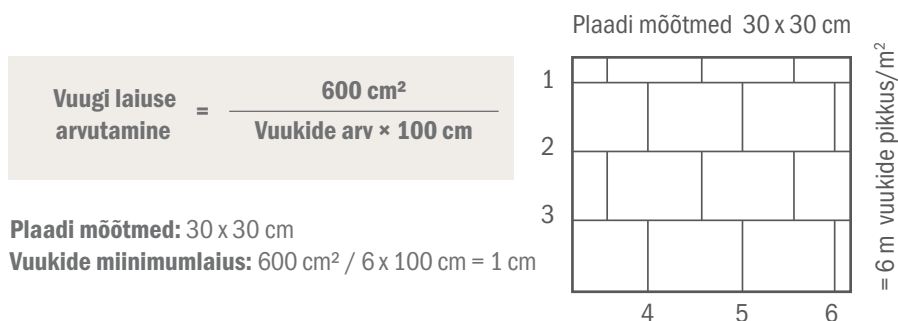 Vuugi laiuse
arvutamine
=
600 cm²
Vuukide arv × 100 cm
Plaadi mõõtmed: 30 x 30 cm
Vuukide miinimumlaius: 600 cm² / 6 x 100 cm = 1 cm
Plaadi mõõtmed 30 x 30 cm
1
2
3
4 5 6
= 6 m vuukide pikkus/m²